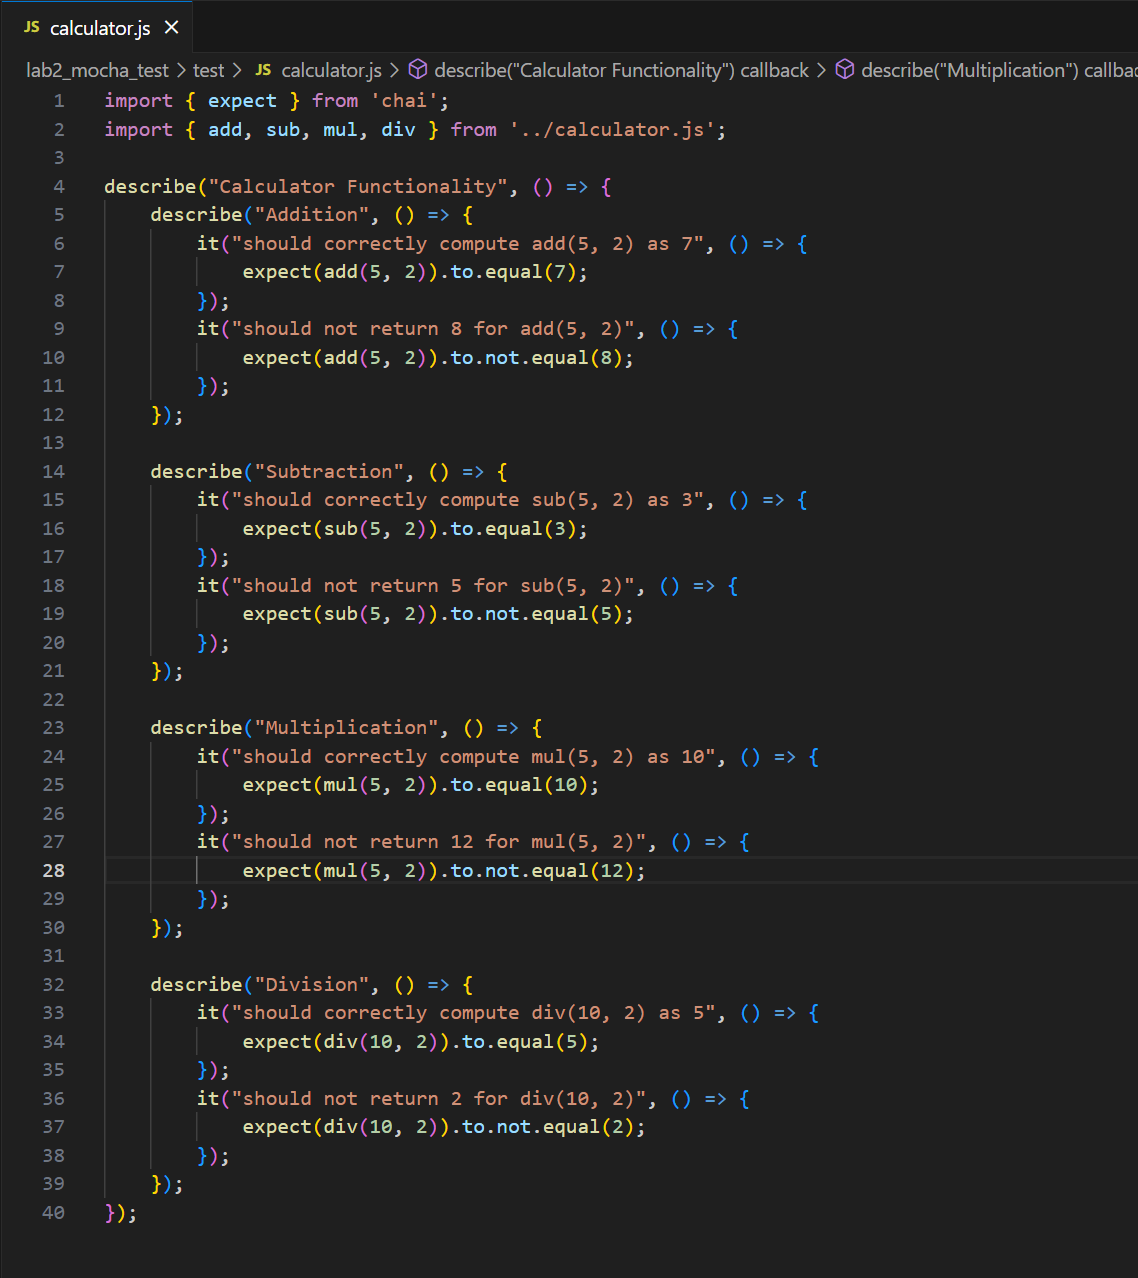 JS calculator.js ×
lab2_mocha_test > test > JS calculator.js > describe("Calculator Functionality") callback > describe("Multiplication") callbac
1 import { expect } from 'chai';
2 import { add, sub, mul, div } from '../calculator.js';
3
4 describe("Calculator Functionality", () => {
5     describe("Addition", () => {
6         it("should correctly compute add(5, 2) as 7", () => {
7             expect(add(5, 2)).to.equal(7);
8         });
9         it("should not return 8 for add(5, 2)", () => {
10             expect(add(5, 2)).to.not.equal(8);
11         });
12     });
13
14     describe("Subtraction", () => {
15         it("should correctly compute sub(5, 2) as 3", () => {
16             expect(sub(5, 2)).to.equal(3);
17         });
18         it("should not return 5 for sub(5, 2)", () => {
19             expect(sub(5, 2)).to.not.equal(5);
20         });
21     });
22
23     describe("Multiplication", () => {
24         it("should correctly compute mul(5, 2) as 10", () => {
25             expect(mul(5, 2)).to.equal(10);
26         });
27         it("should not return 12 for mul(5, 2)", () => {
28             expect(mul(5, 2)).to.not.equal(12);
29         });
30     });
31
32     describe("Division", () => {
33         it("should correctly compute div(10, 2) as 5", () => {
34             expect(div(10, 2)).to.equal(5);
35         });
36         it("should not return 2 for div(10, 2)", () => {
37             expect(div(10, 2)).to.not.equal(2);
38         });
39     });
40 });